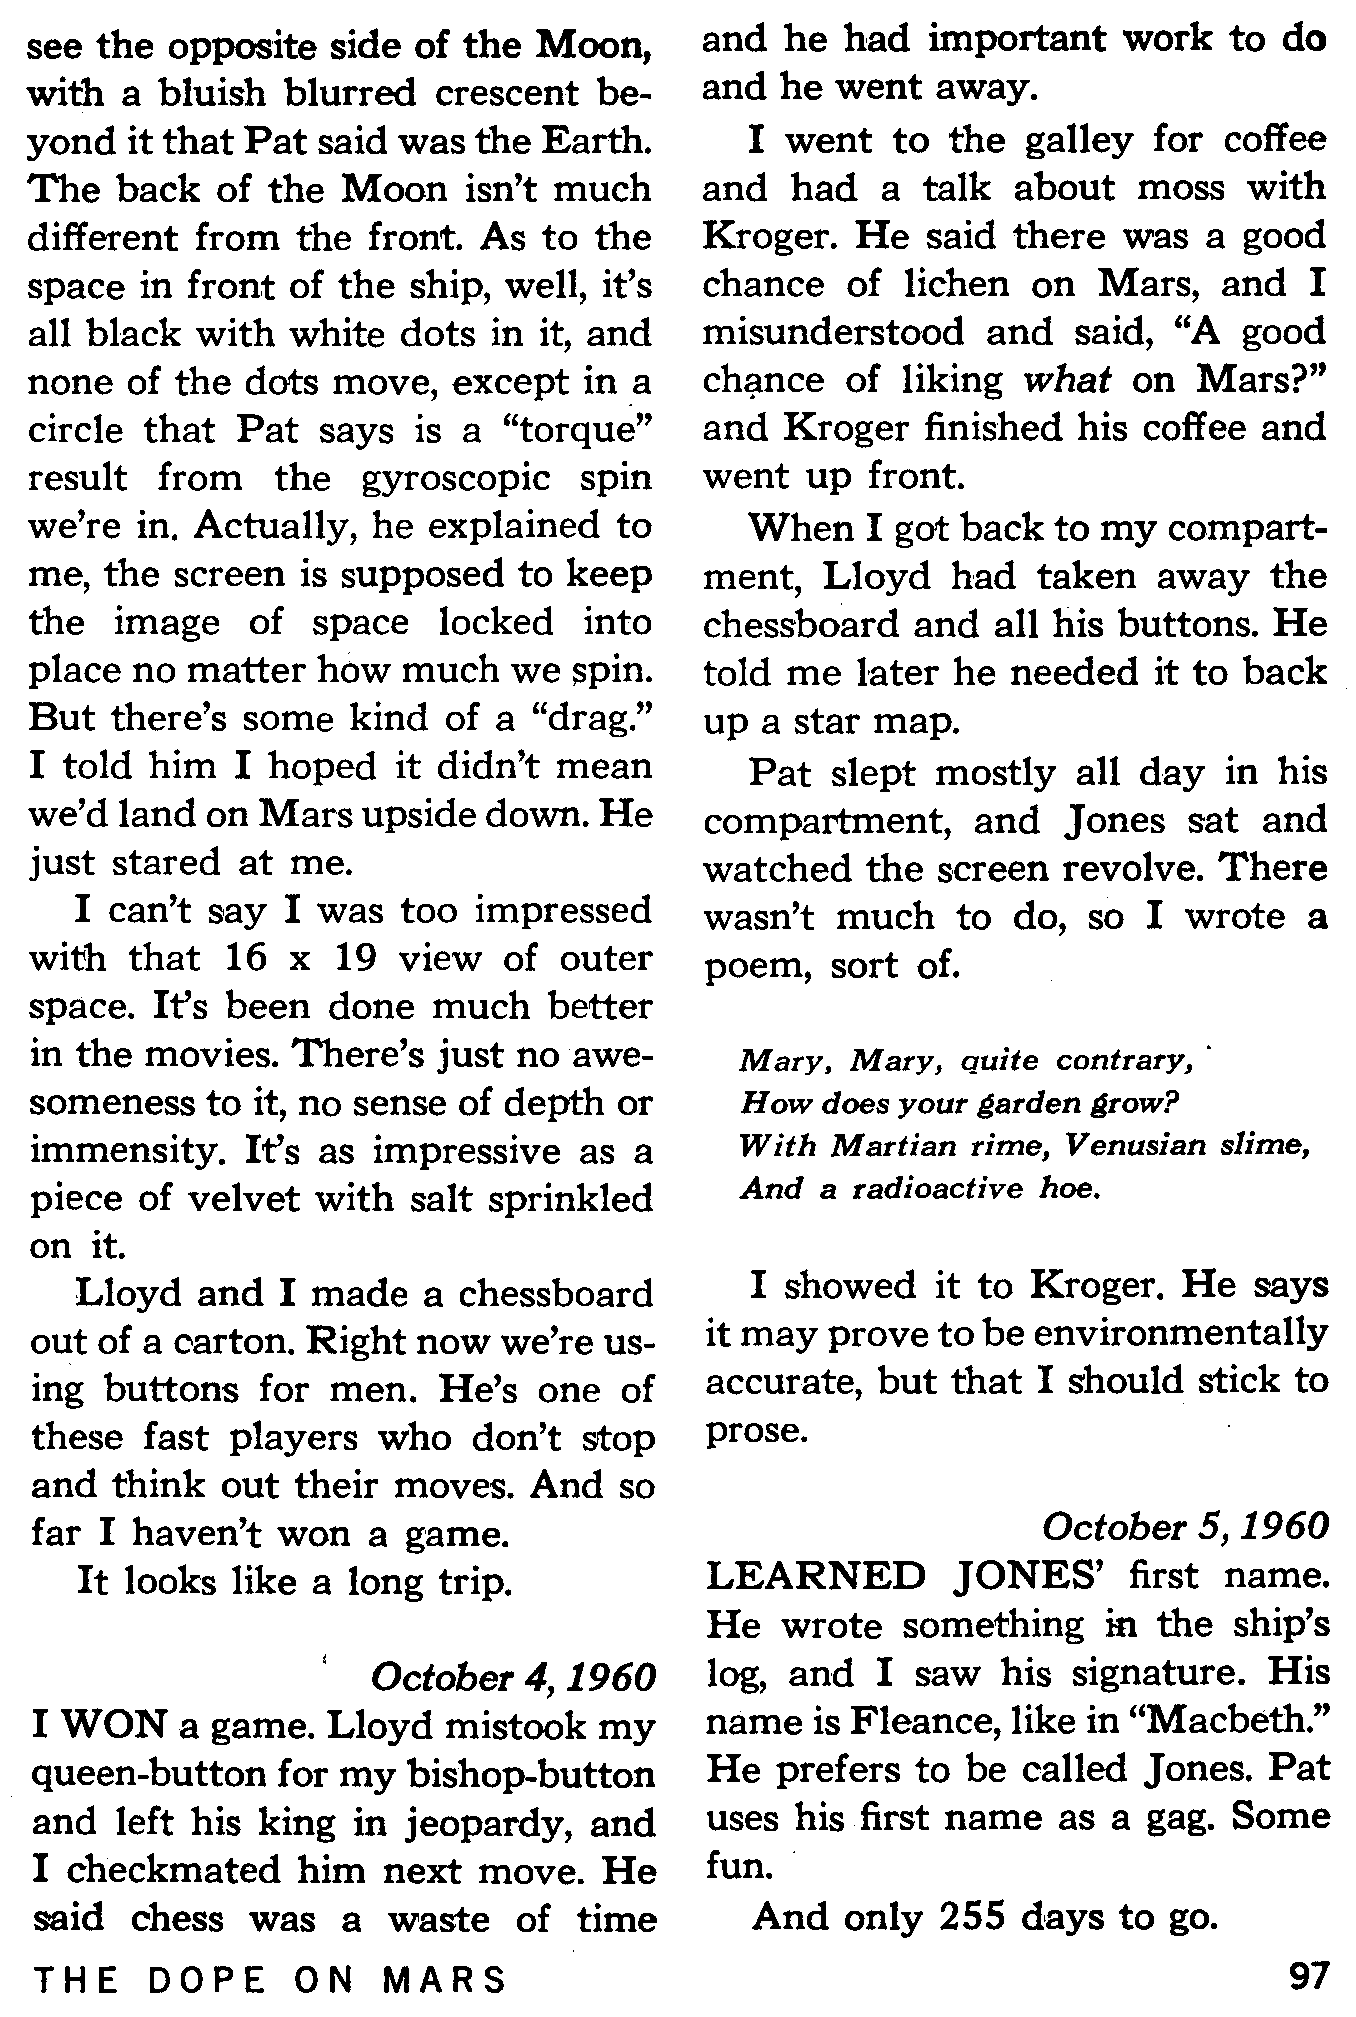 see the opposite side of the Moon,
with a bluish blurred crescent be-
yond it that Pat said was the Earth.
The back of the Moon isn't much
different from the front. As to the
space in front of the ship, well, it's
all black with white dots in it, and
none of the dots move, except in a
circle that Pat says is a "torque"
result from the gyroscopic spin
we're in. Actually, he explained to
me, the screen is supposed to keep
the image of space locked into
place no matter how much we spin.
But there's some kind of a "drag."
I told him I hoped it didn't mean
we'd land on Mars upside down. He
just stared at me.
I can't say I was too impressed
with that 16 x 19 view of outer
space. It's been done much better
in the movies. There's just no awe-
someness to it, no sense of depth or
immensity. It's as impressive as a
piece of velvet with salt sprinkled
on it.
Lloyd and I made a chessboard
out of a carton. Right now we're us-
ing buttons for men. He's one of
these fast players who don't stop
and think out their moves. And so
far I haven't won a game.
It looks like a long trip.
October 4, 1960
I WON a game. Lloyd mistook my
queen-button for my bishop-button
and left his king in jeopardy, and
I checkmated him next move. He
said chess was a waste of time
and he had important work to do
and he went away.
I went to the galley for coffee
and had a talk about moss with
Kroger. He said there was a good
chance of lichen on Mars, and I
misunderstood and said, "A good
chance of liking what on Mars?"
and Kroger finished his coffee and
went up front.
When I got back to my compart-
ment, Lloyd had taken away the
chessboard and all his buttons. He
told me later he needed it to back
up a star map.
Pat slept mostly all day in his
compartment, and Jones sat and
watched the screen revolve. There
wasn't much to do, so I wrote a
poem, sort of.
Mary, Mary, quite contrary,
How does your garden grow?
With Martian rime, Venusian slime,
And a radioactive hoe.
I showed it to Kroger. He says
it may prove to be environmentally
accurate, but that I should stick to
prose.
October 5, 1960
LEARNED JONES' first name.
He wrote something in the ship's
log, and I saw his signature. His
name is Fleance, like in "Macbeth."
He prefers to be called Jones. Pat
uses his first name as a gag. Some
fun.
And only 255 days to go.
THE DOPE ON MARS
97